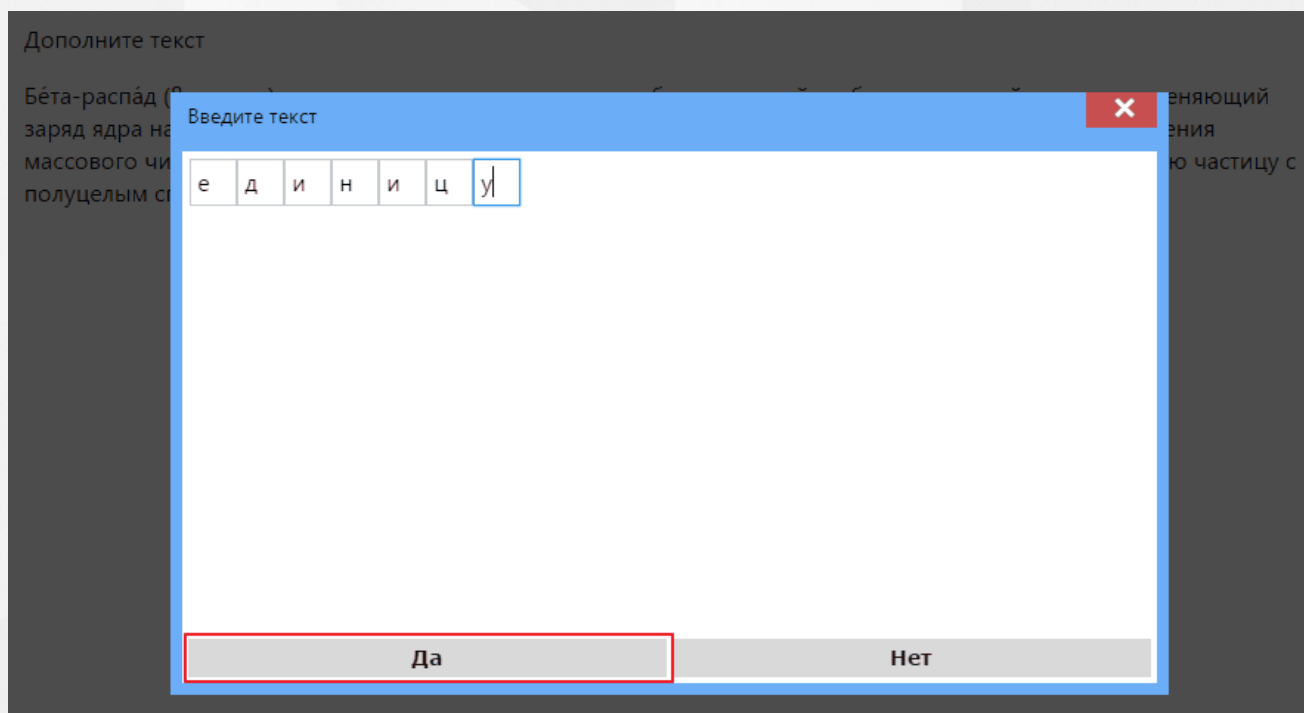 Дополните текст
Бе́та-распа́д (β
еняющий
Введите текст
заряд ядра на
ения
массового чи
ю частицу с
е д и н и ц у
полуцелым сп
Да Нет